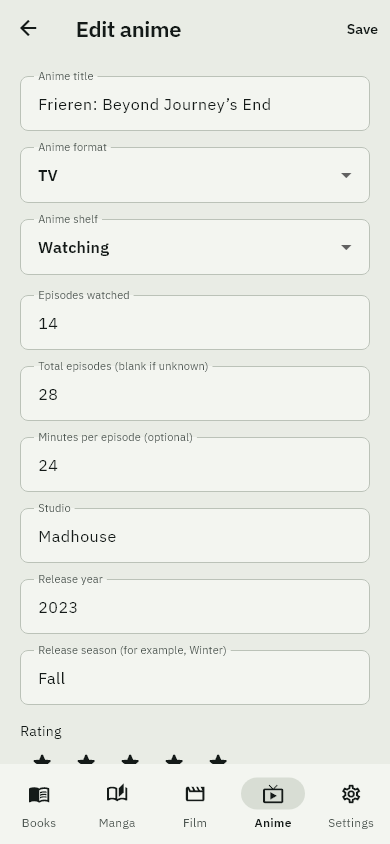 Edit anime
Save
Anime title
Frieren: Beyond Journey’s End
Anime format
TV
Anime shelf
Watching
Episodes watched
14
Total episodes (blank if unknown)
28
Minutes per episode (optional)
24
Studio
Madhouse
Release year
2023
Release season (for example, Winter)
Fall
Rating
Books
Manga
Film
Anime
Settings